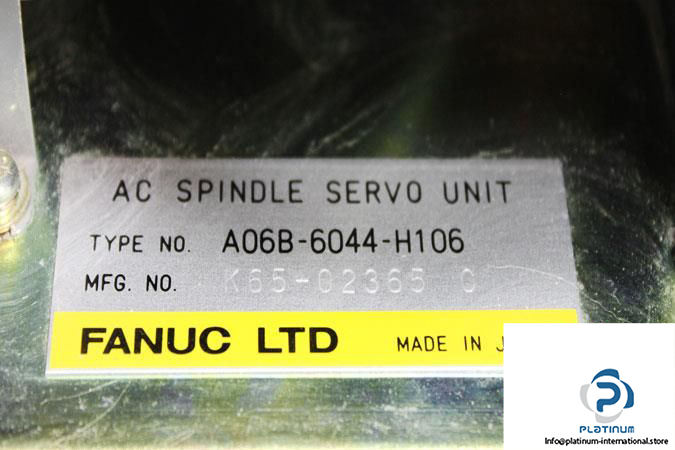 AC SPINDLE SERVO UNIT
TYPE NO. A06B-6044-H106
MFG. NO. K65-02365
FANUC LTD MADE IN J
PLATINUM
Info@platinum-international.store